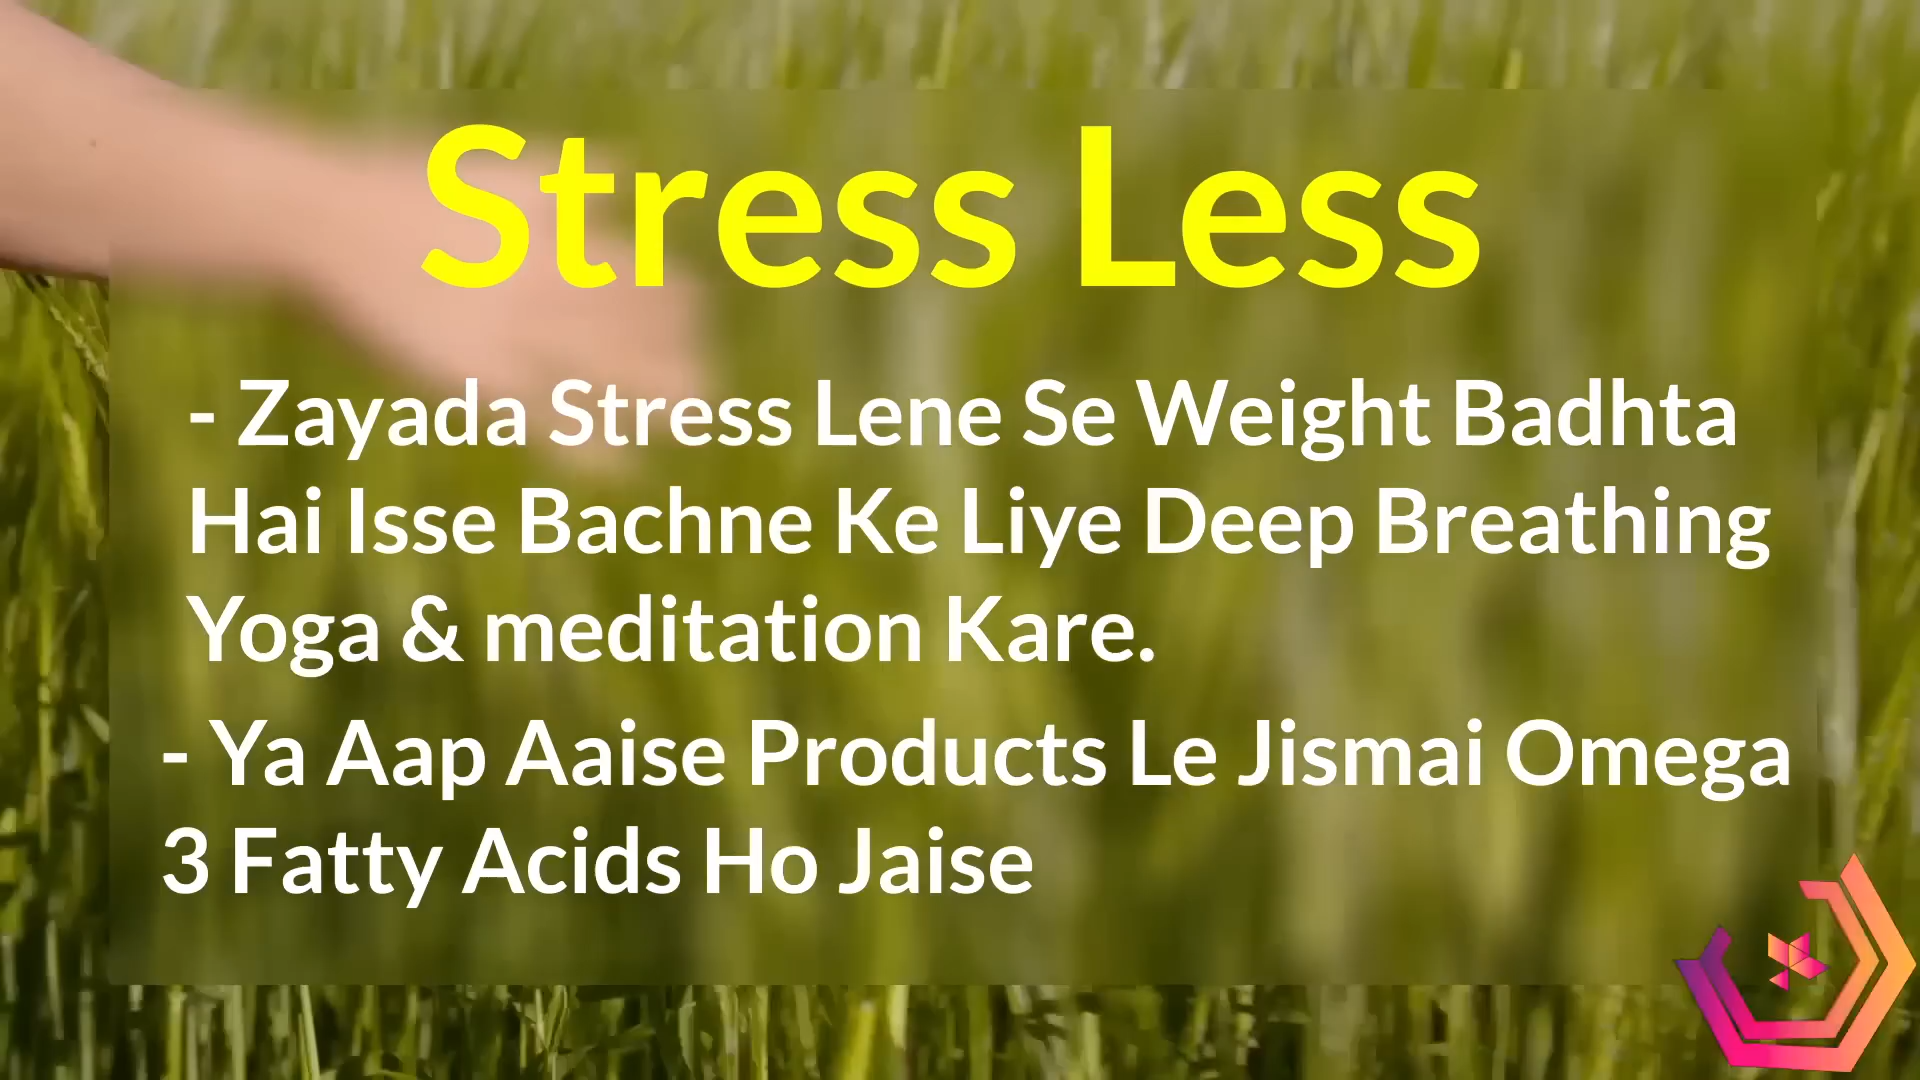 Stress Less
- Zayada Stress Lene Se Weight Badhta
Hai Isse Bachne Ke Liye Deep Breathing
Yoga & meditation Kare.
- Ya Aap Aaise Products Le Jismai Omega
3 Fatty Acids Ho Jaise